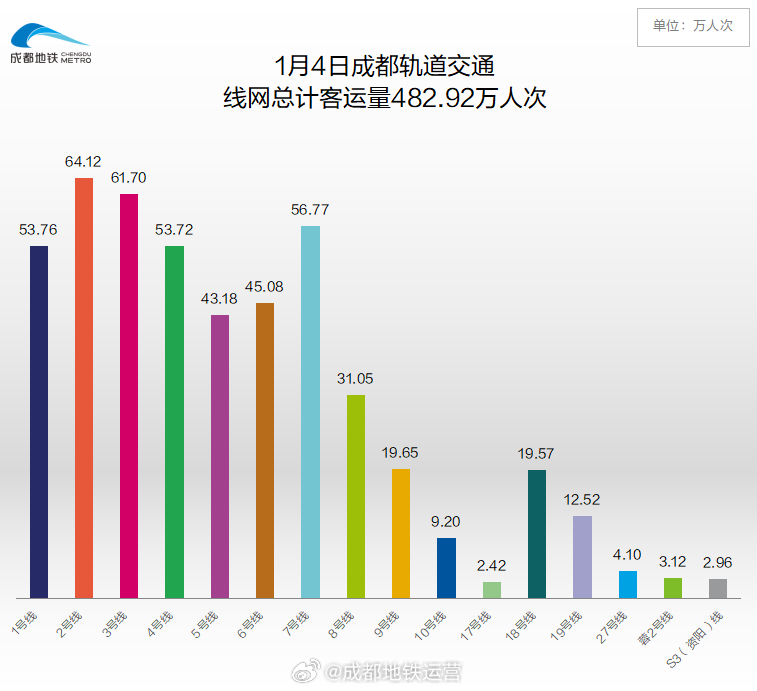 成都地铁 CHENGDU METRO
单位：万人次
1月4日成都轨道交通
线网总计客运量482.92万人次
53.76
64.12
61.70
53.72
43.18
45.08
56.77
31.05
19.65
9.20
2.42
19.57
12.52
4.10
3.12
2.96
1号线
2号线
3号线
4号线
5号线
6号线
7号线
8号线
9号线
10号线
17号线
18号线
19号线
27号线
蓉2号线
S3（资阳）线
@成都地铁运营